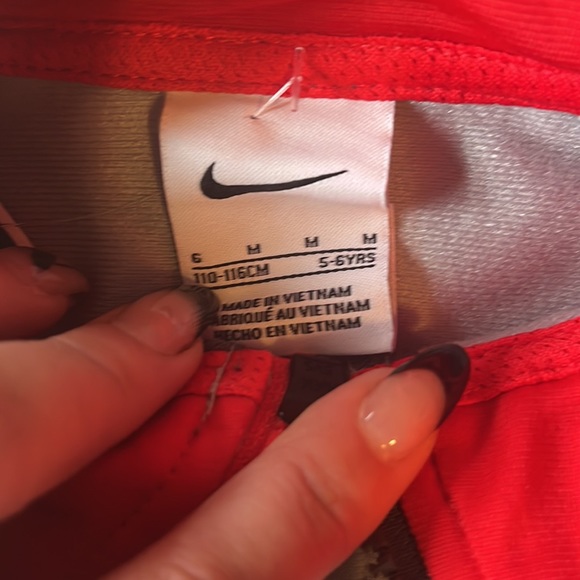 6 M M M
110-116CM 5-6YRS
MADE IN VIETNAM
FABRIQUÉ AU VIETNAM
HECHO EN VIETNAM